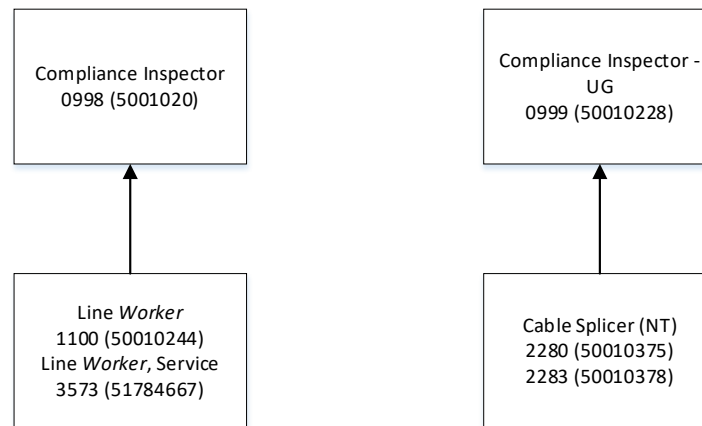 Compliance Inspector
0998 (5001020)
Compliance Inspector -
UG
0999 (50010228)
Line Worker
1100 (50010244)
Line Worker, Service
3573 (51784667)
Cable Splicer (NT)
2280 (50010375)
2283 (50010378)